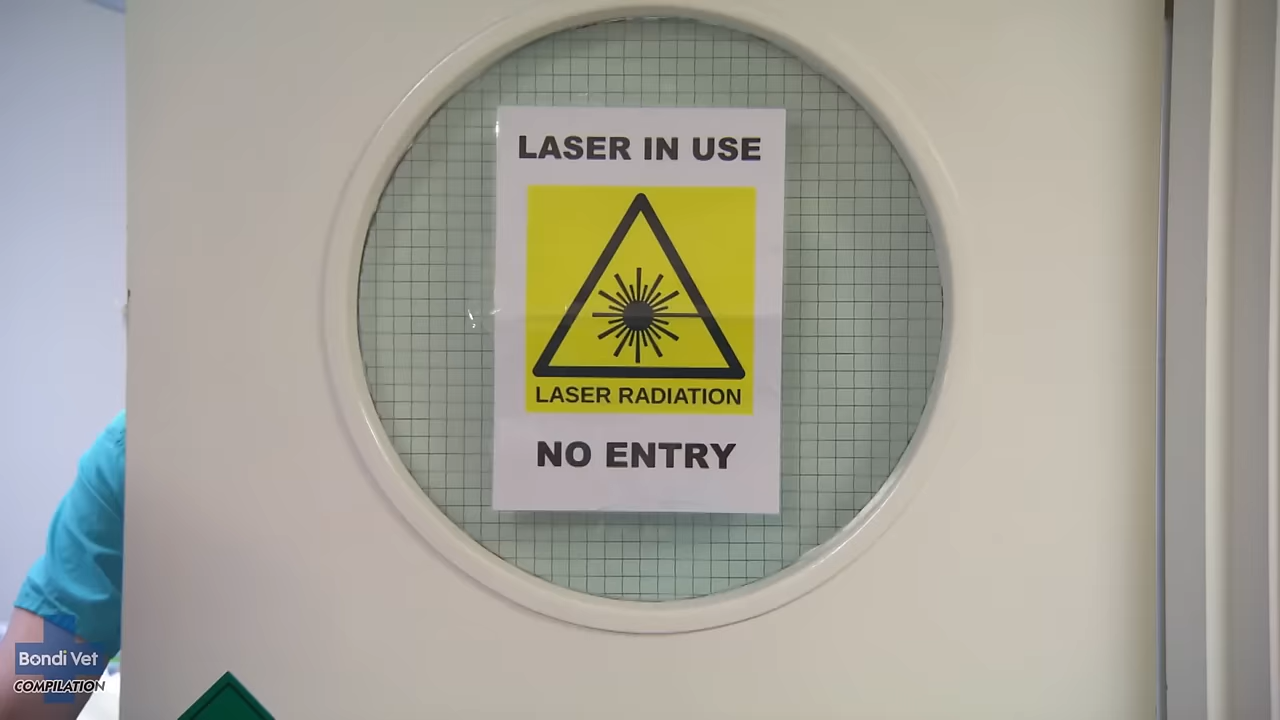 LASER IN USE
LASER RADIATION
NO ENTRY
Bondi Vet
COMPILATION